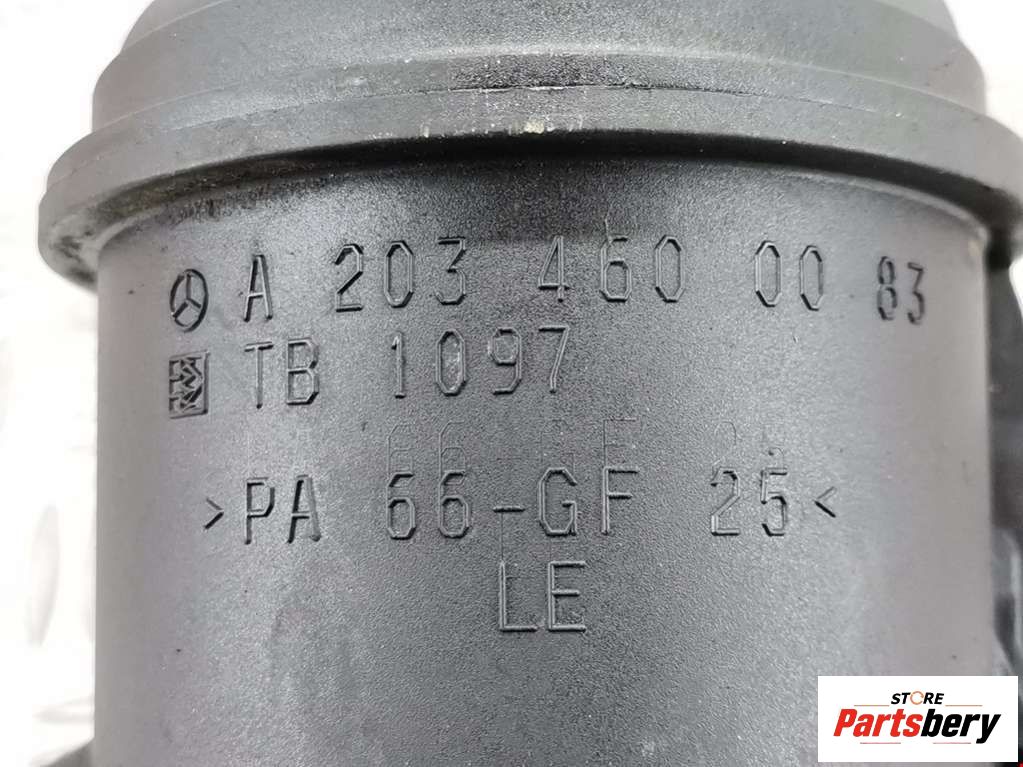 A 203 460 00 83
TB 1097
>PA 66-GF 25<
LE
STORE
Partsbery